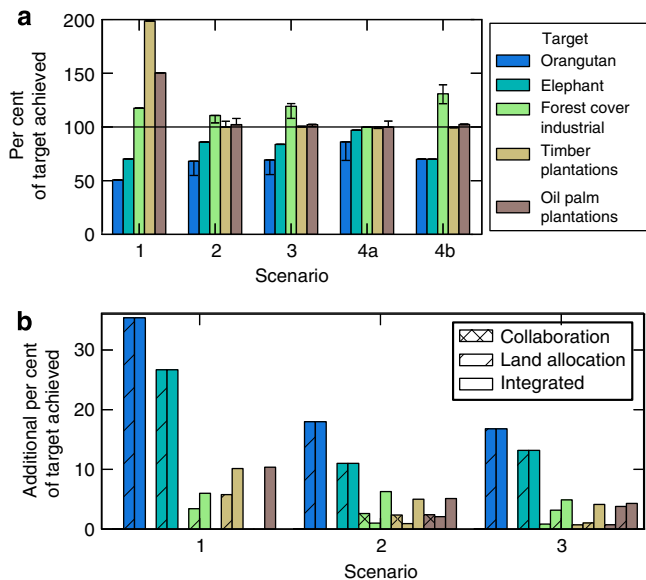 a
Per cent
of target achieved
200
150
100
50
0
1
2
3
4a
4b
Scenario
Target
Orangutan
Elephant
Forest cover
industrial
Timber
plantations
Oil palm
plantations
b
Additional per cent
of target achieved
30
20
10
0
1
2
3
Scenario
Collaboration
Land allocation
Integrated